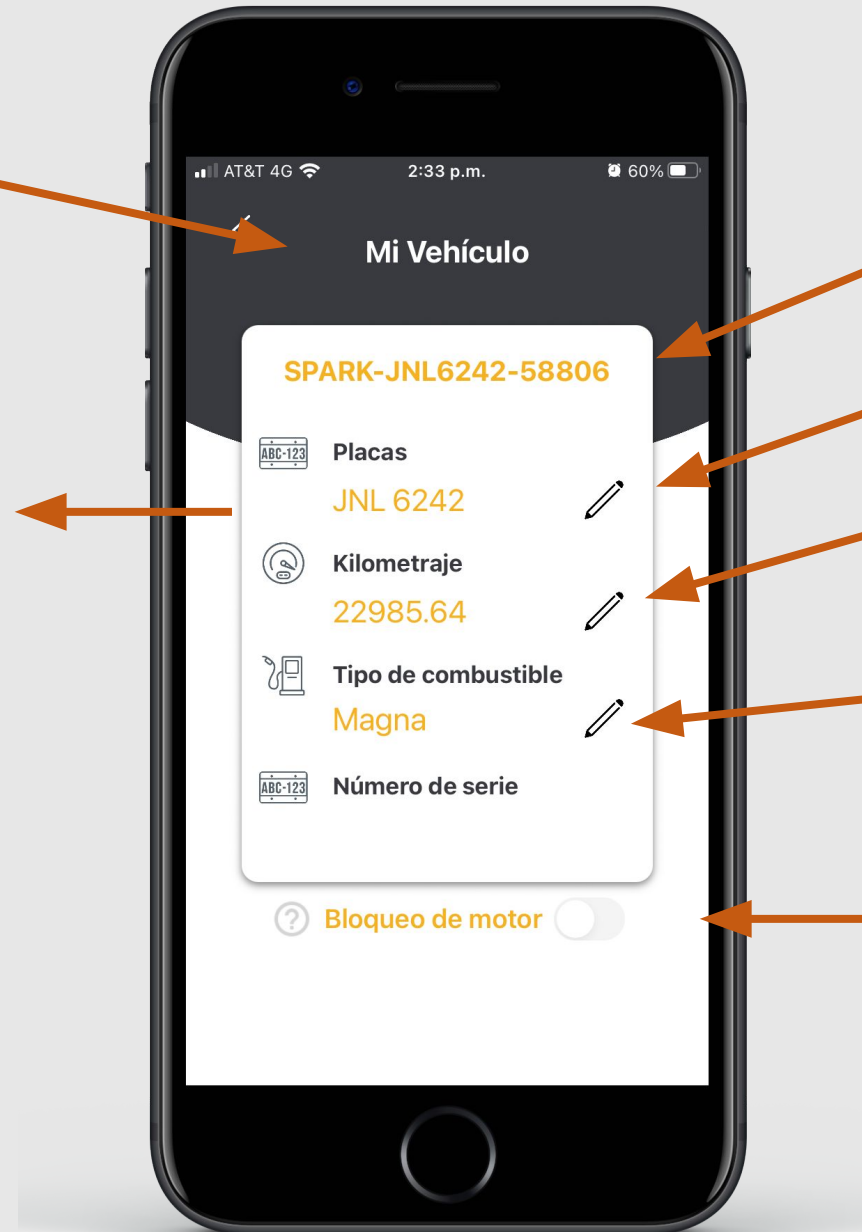 AT&T 4G 2:33 p.m. 60%
Mi Vehículo
SPARK-JNL6242-58806
ABC-123 Placas
JNL 6242
Kilometraje
22985.64
Tipo de combustible
Magna
ABC-123 Número de serie
? Bloqueo de motor